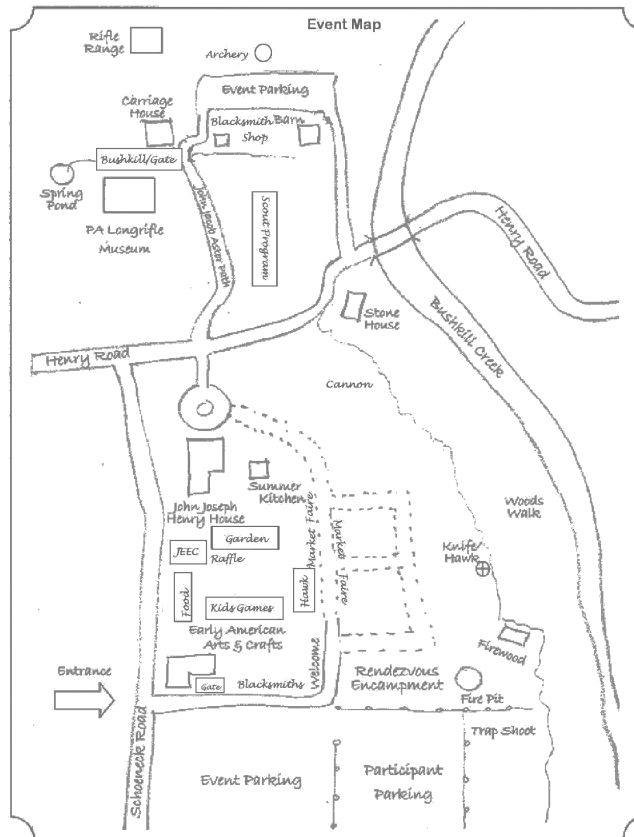 Event Map
Rifle
Range
Archery
Event Parking
Carriage
House
Blacksmith
Shop
Barn
Bushkill/Gate
Spring
Pond
PA Longrifle
Museum
John Jacob Astor Path
Scout Program
Henry Road
Stone
House
Bushkill Creek
Henry Road
Cannon
Summer
Kitchen
John Joseph
Henry House
Market Faire
Market Faire
Woods
Walk
Garden
JEEC
Raffle
Knife/
Hawk
Food
Hawk
Kids Games
Early American
Arts & Crafts
Firewood
Welcome
Entrance
Gate
Blacksmiths
Rendezvous
Encampment
Fire Pit
Trap Shoot
Schoeneck Road
Event Parking
Participant
Parking